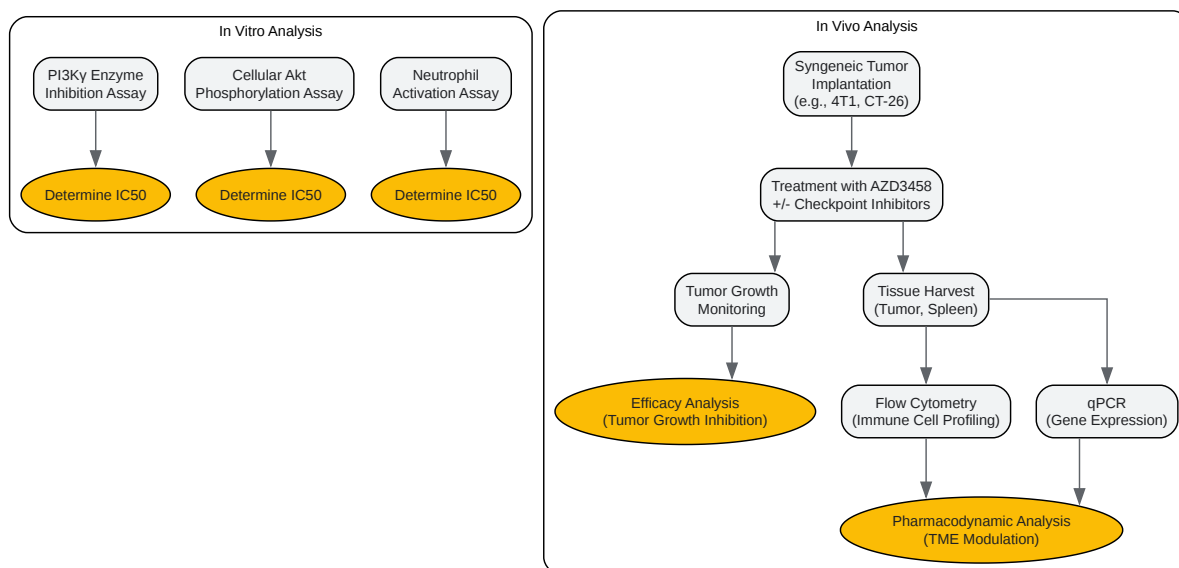 In Vitro Analysis
PI3Kγ Enzyme
Inhibition Assay
Cellular Akt
Phosphorylation Assay
Neutrophil
Activation Assay
Determine IC50
Determine IC50
Determine IC50
In Vivo Analysis
Syngeneic Tumor
Implantation
(e.g., 4T1, CT-26)
Treatment with AZD3458
+/- Checkpoint Inhibitors
Tumor Growth
Monitoring
Tissue Harvest
(Tumor, Spleen)
Efficacy Analysis
(Tumor Growth Inhibition)
Flow Cytometry
(Immune Cell Profiling)
qPCR
(Gene Expression)
Pharmacodynamic Analysis
(TME Modulation)